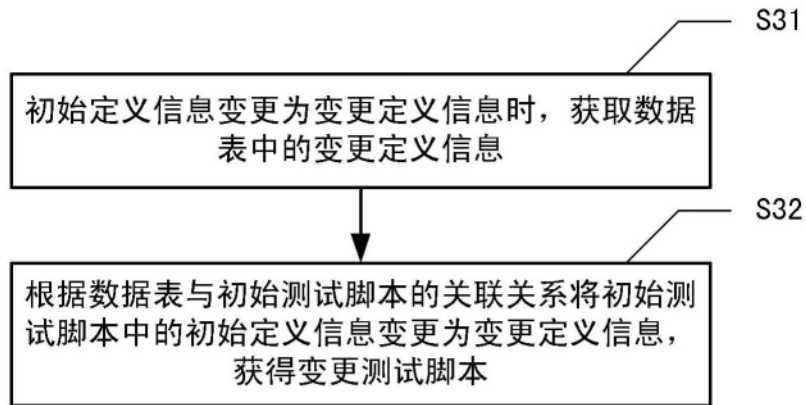 S31
初始定义信息变更为变更定义信息时，获取数据
表中的变更定义信息
S32
根据数据表与初始测试脚本的关联关系将初始测
试脚本中的初始定义信息变更为变更定义信息，
获得变更测试脚本